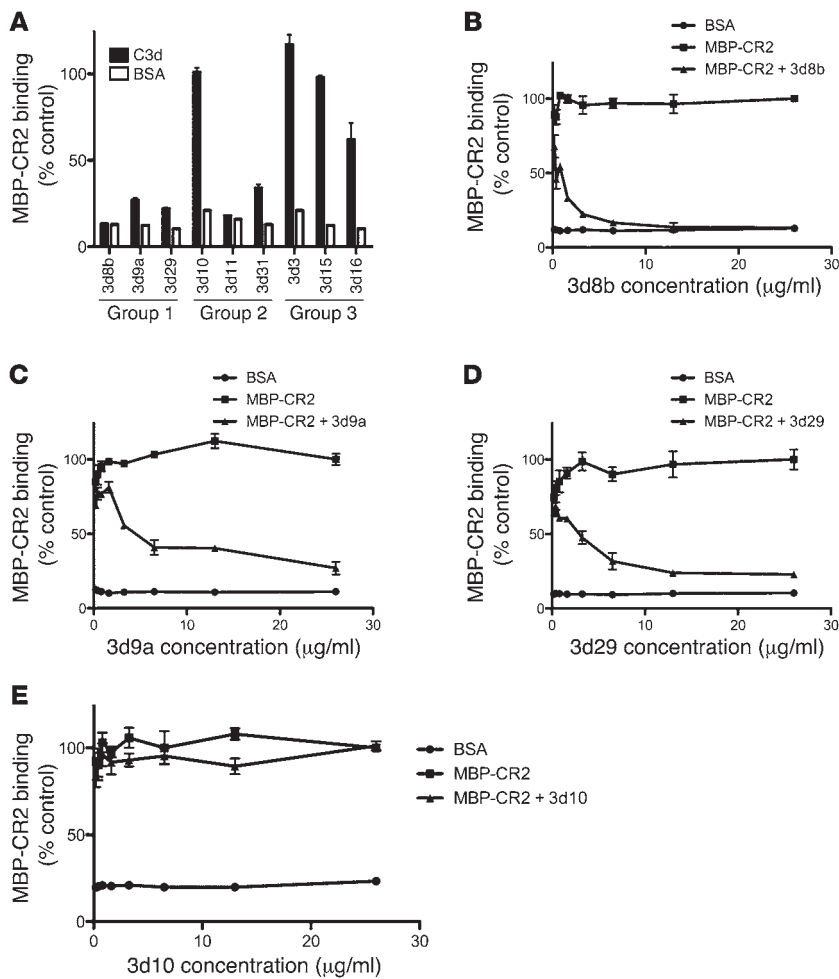 A
C3d
BSA
MBP-CR2 binding
(% control)
100
50
0
3d8b
3d9a
3d29
3d10
3d11
3d31
3d3
3d15
3d16
Group 1
Group 2
Group 3
B
BSA
MBP-CR2
MBP-CR2 + 3d8b
MBP-CR2 binding
(% control)
100
50
0
0
10
20
30
3d8b concentration (μg/ml)
C
BSA
MBP-CR2
MBP-CR2 + 3d9a
MBP-CR2 binding
(% control)
100
50
0
0
10
20
30
3d9a concentration (μg/ml)
D
BSA
MBP-CR2
MBP-CR2 + 3d29
MBP-CR2 binding
(% control)
100
50
0
0
10
20
30
3d29 concentration (μg/ml)
E
BSA
MBP-CR2
MBP-CR2 + 3d10
MBP-CR2 binding
(% control)
100
50
0
0
10
20
30
3d10 concentration (μg/ml)